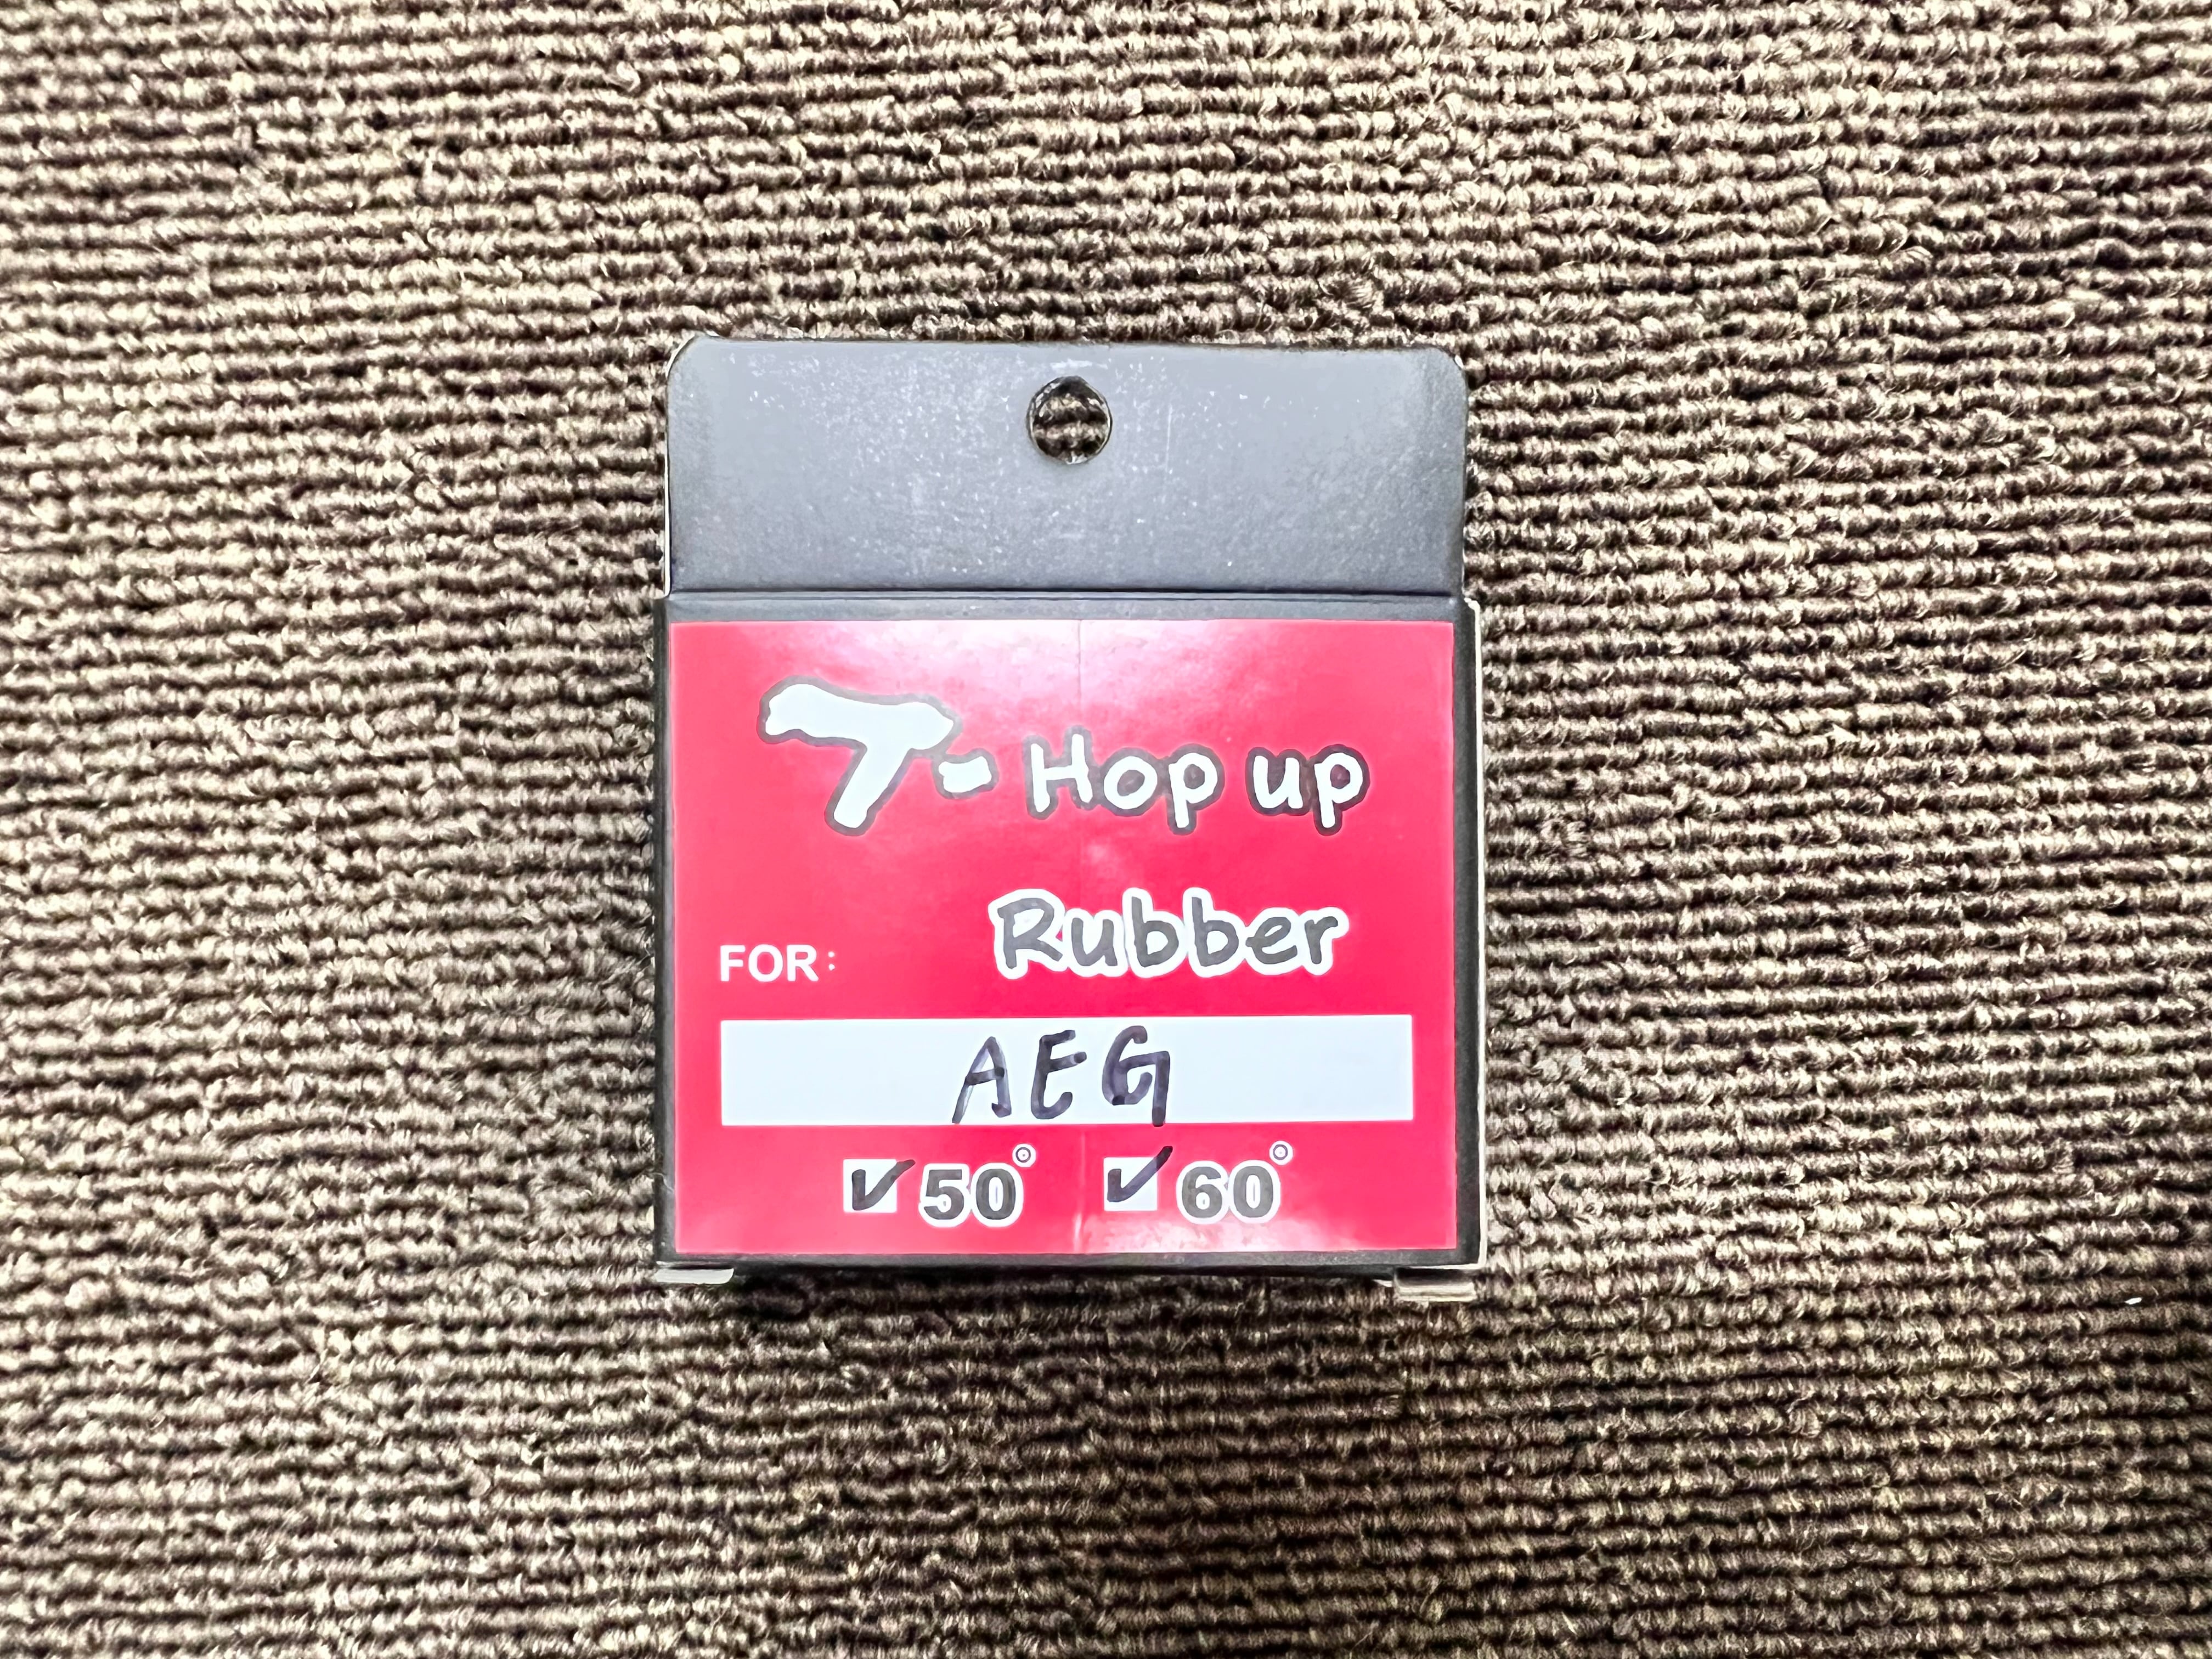 T- Hop up
Rubber
FOR:
AEG
✓ 50° ✓ 60°